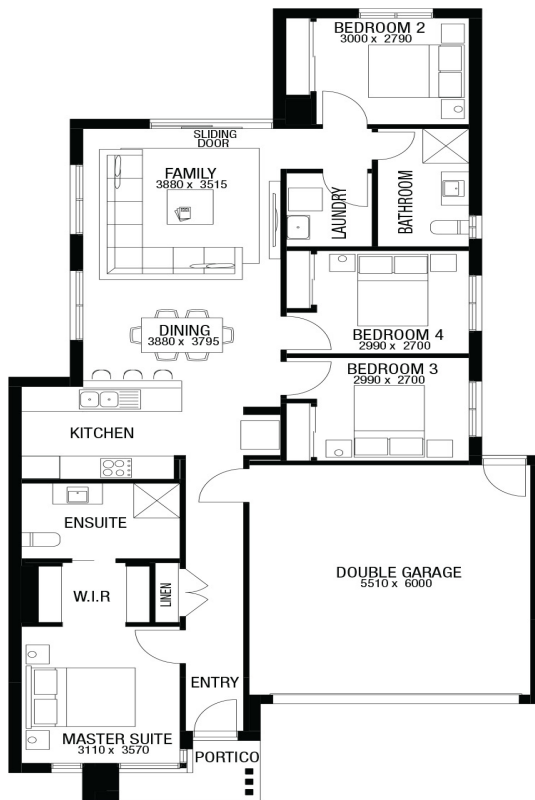 BEDROOM 2
3000 x 2790
SLIDING
DOOR
FAMILY
3880 x 3515
LAUNDRY
BATHROOM
DINING
3880 x 3795
BEDROOM 4
2990 x 2700
BEDROOM 3
2990 x 2700
KITCHEN
ENSUITE
DOUBLE GARAGE
5510 x 6000
W.I.R
LINEN
ENTRY
MASTER SUITE
3110 x 3570
PORTICO